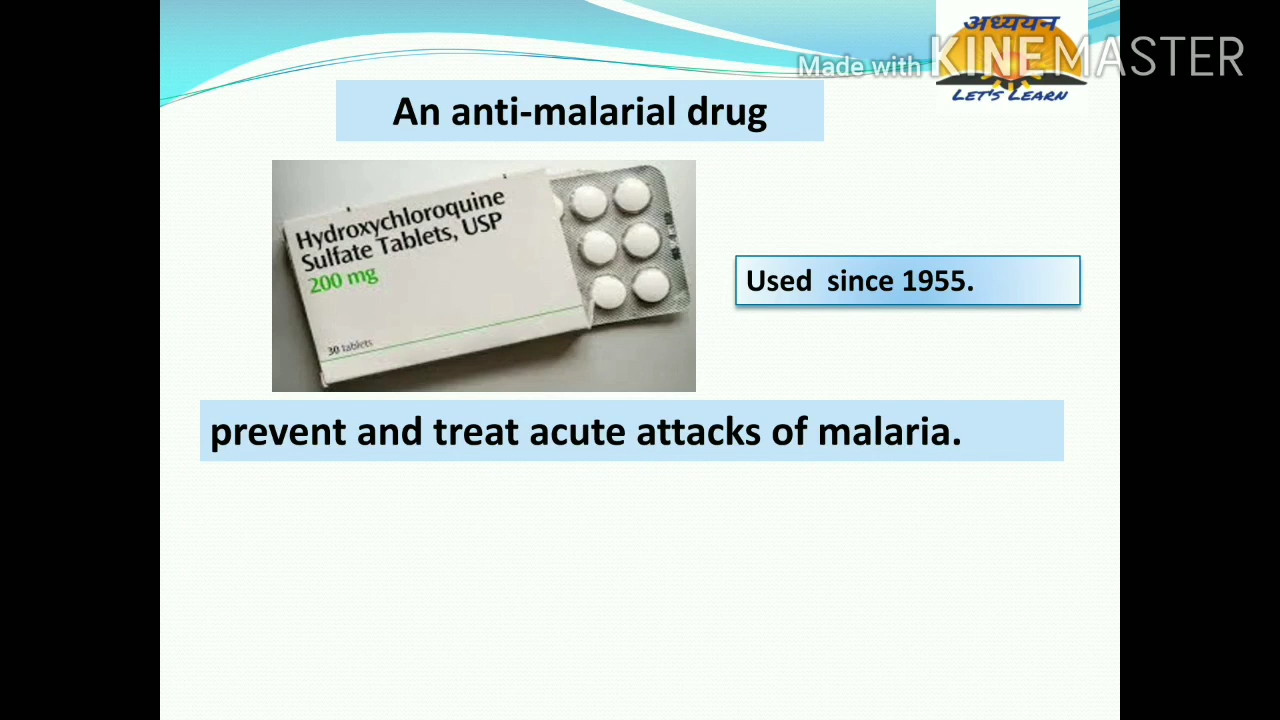 अध्ययन
Made with KINEMASTER
LET'S LEARN
An anti-malarial drug
Hydroxychloroquine
Sulfate Tablets, USP
200 mg
30 tablets
Used since 1955.
prevent and treat acute attacks of malaria.